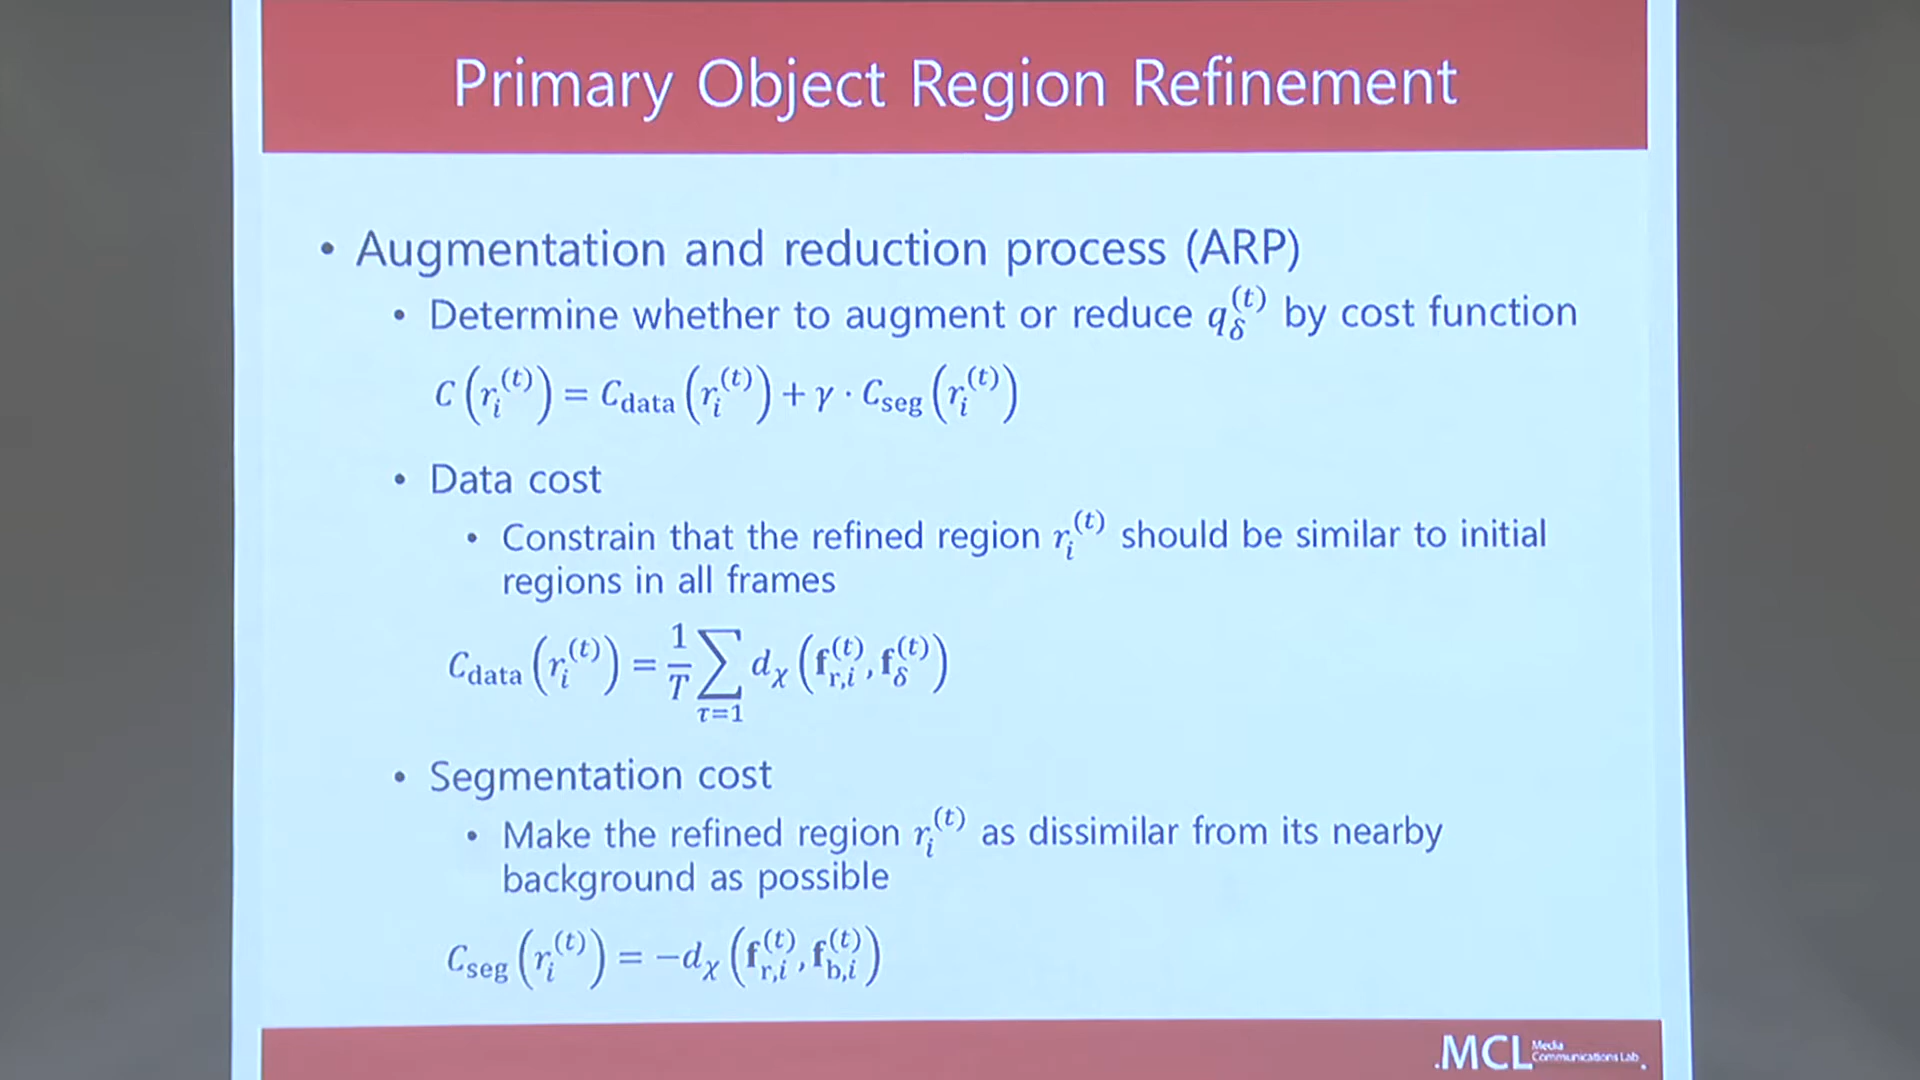 Primary Object Region Refinement
• Augmentation and reduction process (ARP)
• Determine whether to augment or reduce q_δ^(t) by cost function
C(r_i^(t)) = C_data(r_i^(t)) + γ · C_seg(r_i^(t))
• Data cost
• Constrain that the refined region r_i^(t) should be similar to initial
regions in all frames
C_data(r_i^(t)) = 1/T ∑_{τ=1} d_χ(f_{r,i}^(t), f_δ^(t))
• Segmentation cost
• Make the refined region r_i^(t) as dissimilar from its nearby
background as possible
C_seg(r_i^(t)) = −d_χ(f_{r,i}^(t), f_{b,i}^(t))
MCL Media
Communications Lab